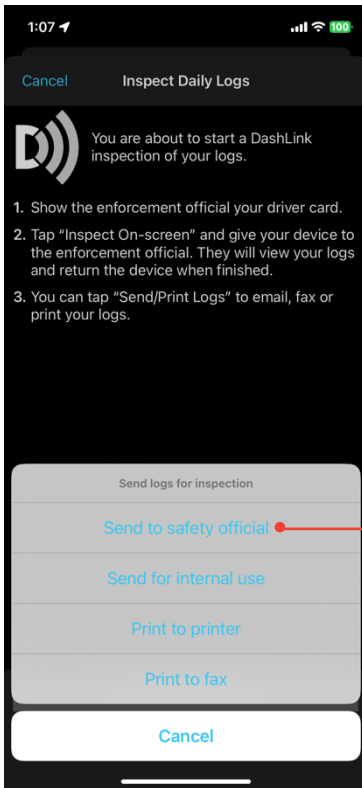 1:07 100
Cancel Inspect Daily Logs
You are about to start a DashLink
inspection of your logs.
1. Show the enforcement official your driver card.
2. Tap “Inspect On-screen” and give your device to
the enforcement official. They will view your logs
and return the device when finished.
3. You can tap “Send/Print Logs” to email, fax or
print your logs.
Send logs for inspection
Send to safety official
Send for internal use
Print to printer
Print to fax
Cancel